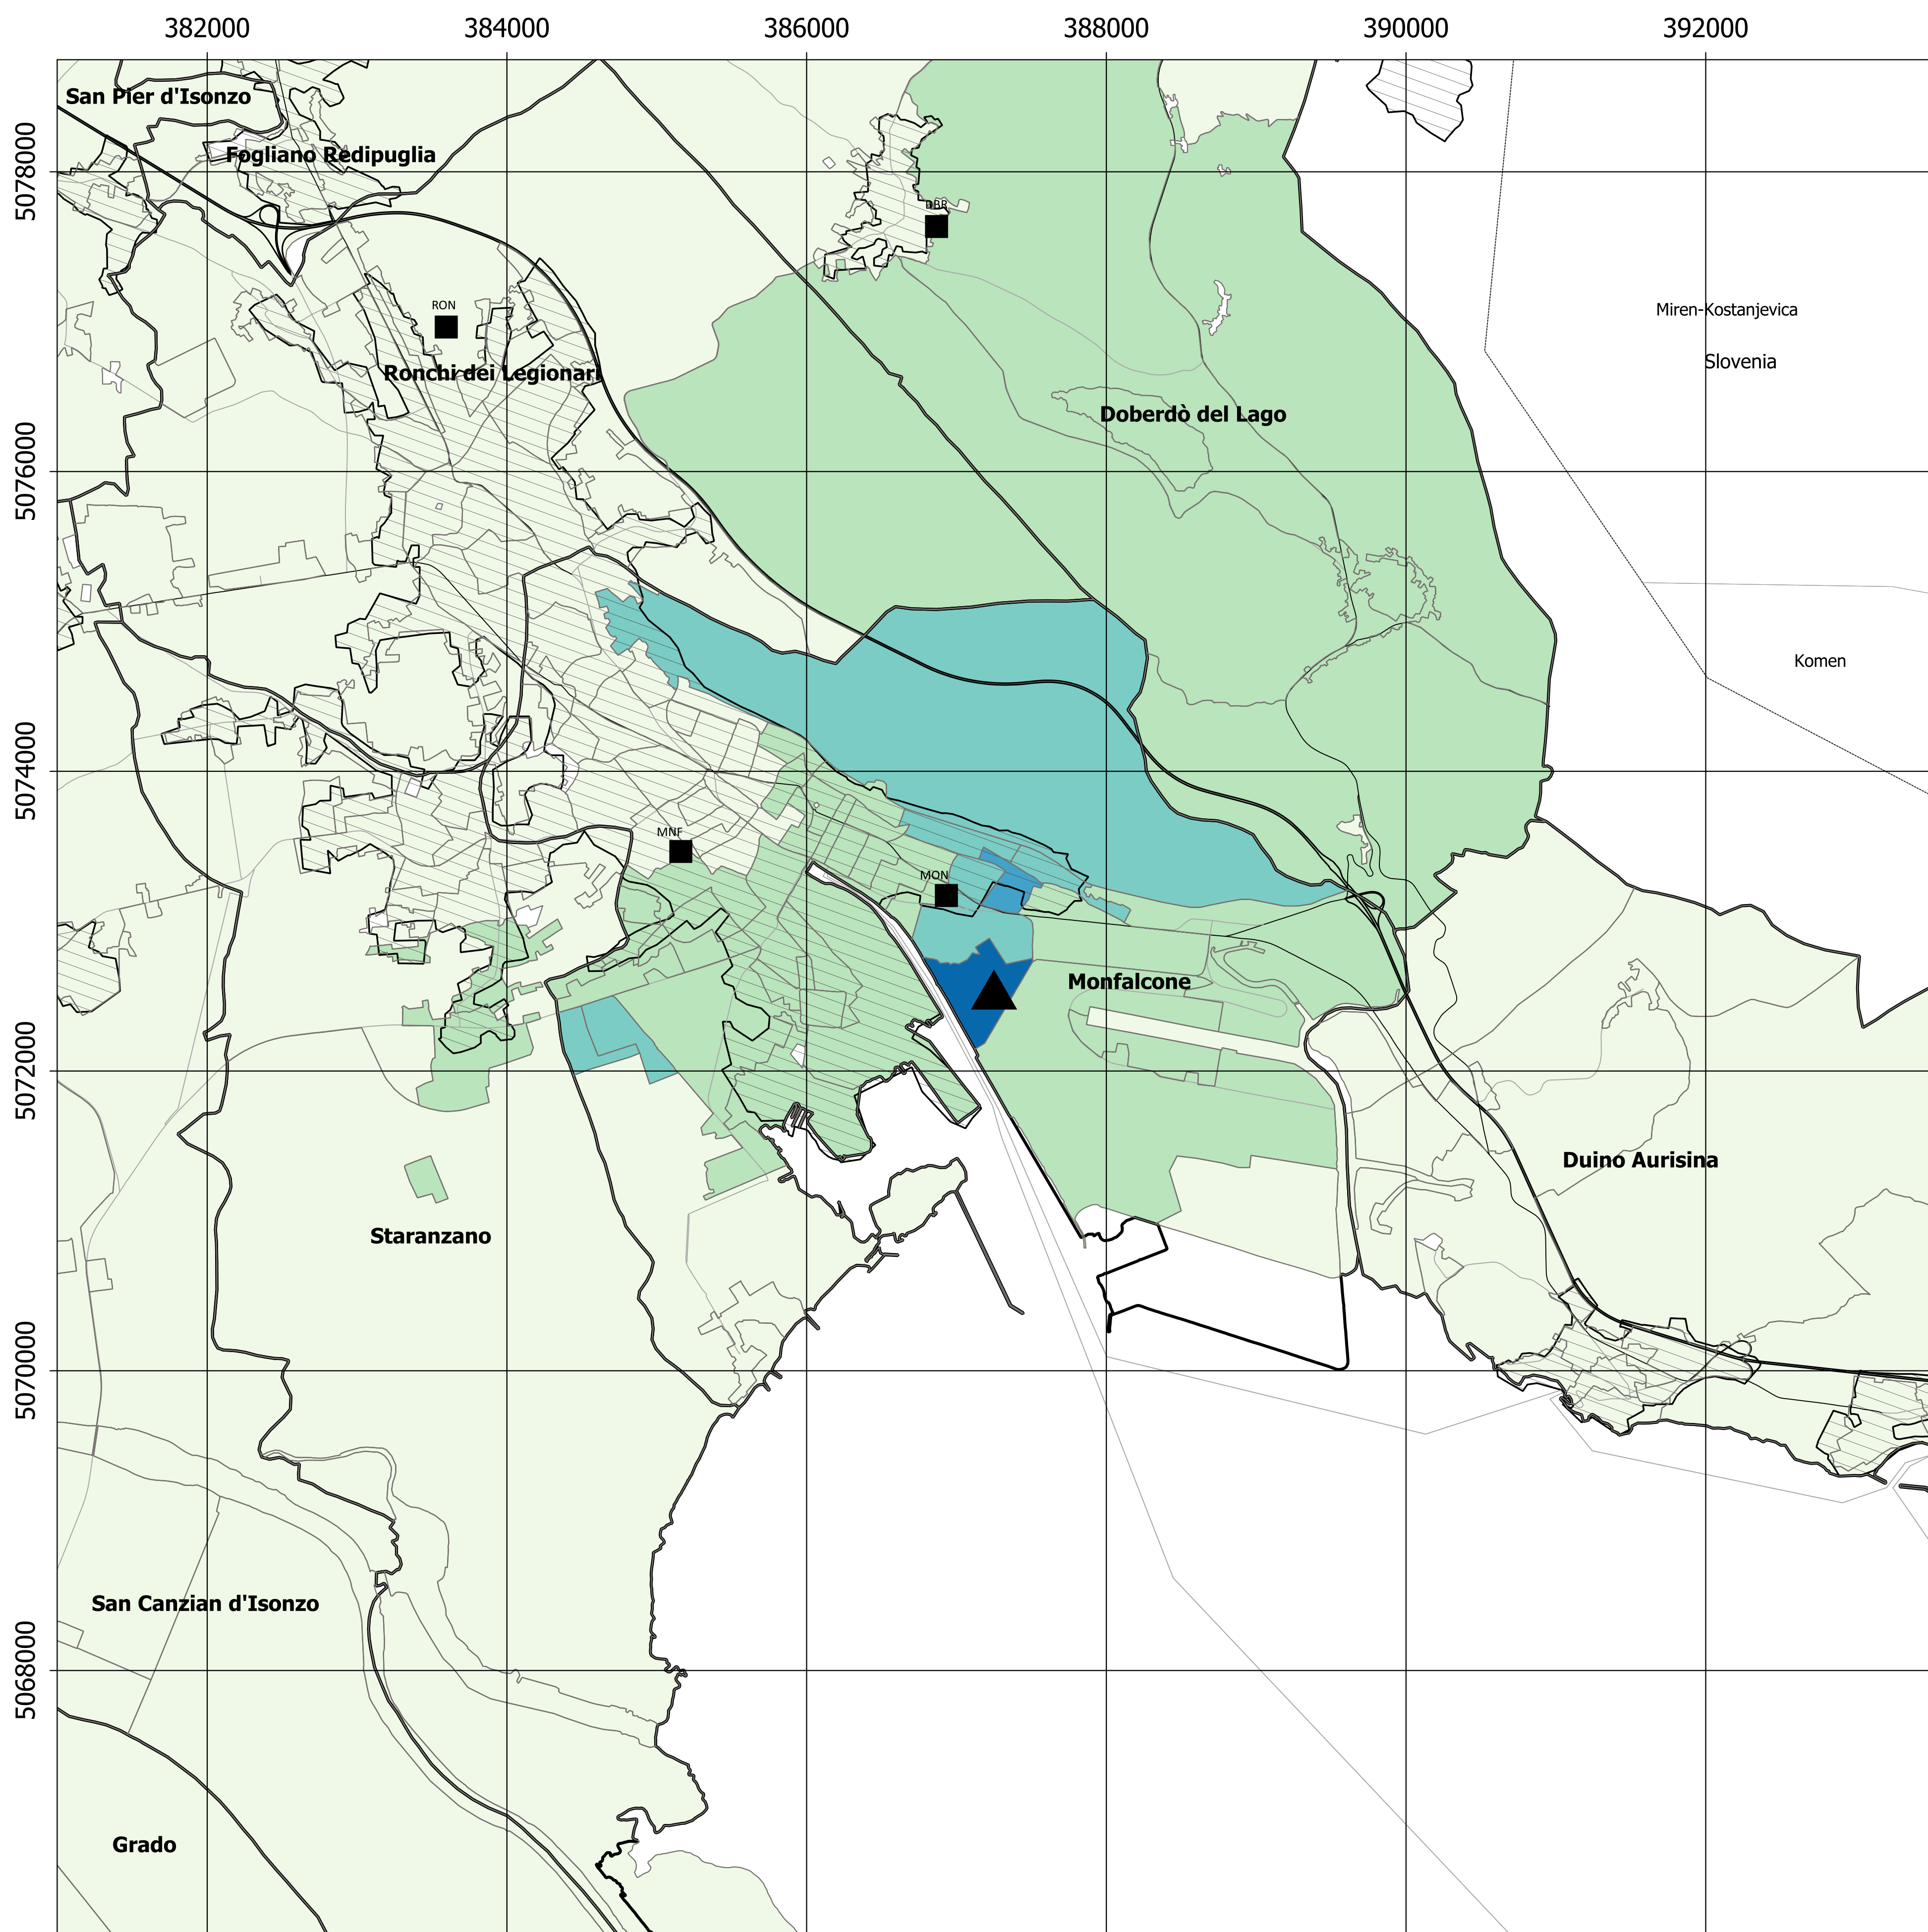 382000
384000
386000
388000
390000
392000
5078000
5076000
5074000
5072000
5070000
5068000
San Pier d'Isonzo
Fogliano Redipuglia
DBR
RON
Ronchi dei Legionari
Miren-Kostanjevica
Slovenia
Doberdò del Lago
Komen
MNF
MON
Monfalcone
Duino Aurisina
Staranzano
San Canzian d'Isonzo
Grado